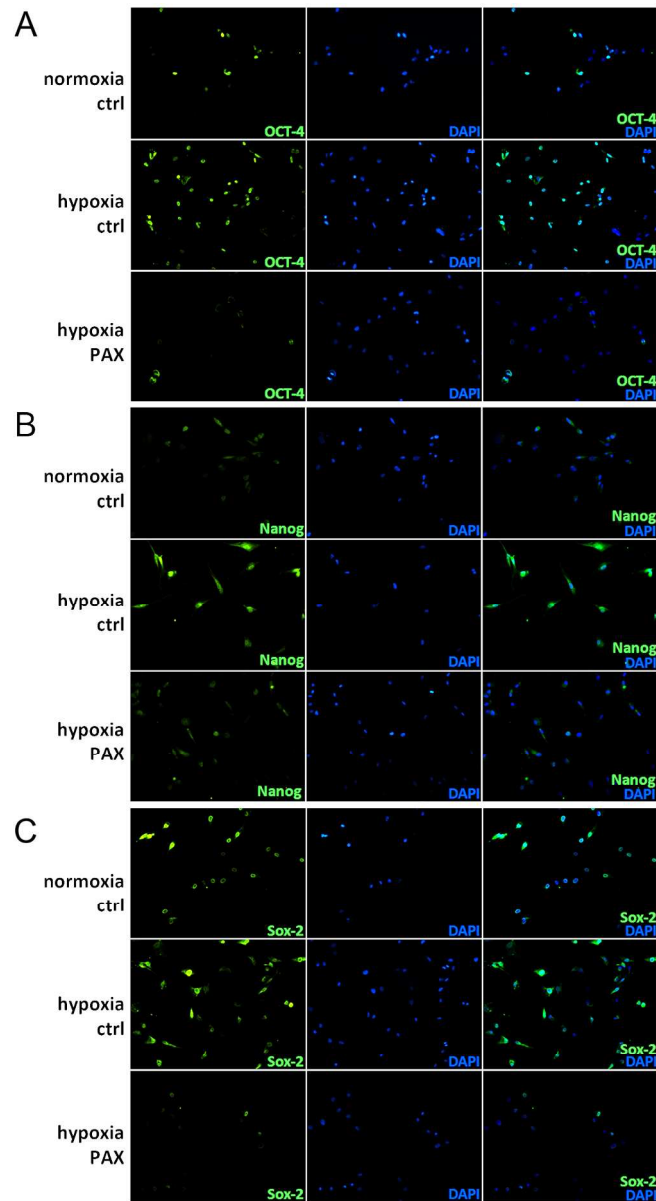 A
normoxia
ctrl
OCT-4
DAPI
OCT-4
DAPI
hypoxia
ctrl
OCT-4
DAPI
OCT-4
DAPI
hypoxia
PAX
OCT-4
DAPI
OCT-4
DAPI
B
normoxia
ctrl
Nanog
DAPI
Nanog
DAPI
hypoxia
ctrl
Nanog
DAPI
Nanog
DAPI
hypoxia
PAX
Nanog
DAPI
Nanog
DAPI
C
normoxia
ctrl
Sox-2
DAPI
Sox-2
DAPI
hypoxia
ctrl
Sox-2
DAPI
Sox-2
DAPI
hypoxia
PAX
Sox-2
DAPI
Sox-2
DAPI